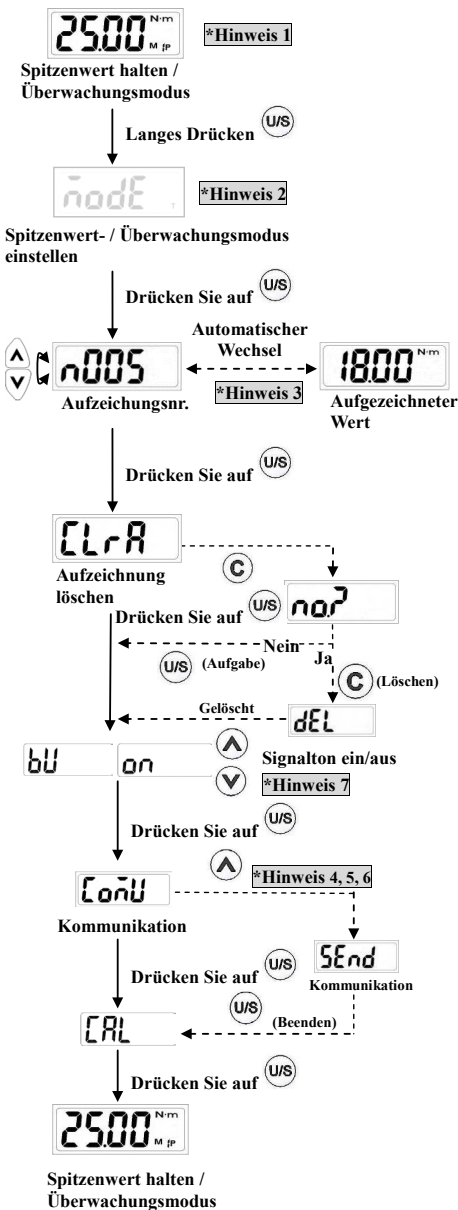 25.00 N·m M fP *Hinweis 1
Spitzenwert halten /
Überwachungsmodus
Langes Drücken U/S
modE T *Hinweis 2
Spitzenwert- / Überwachungsmodus
einstellen
Drücken Sie auf U/S
Automatischer
Wechsel
n005 18.00 N·m
*Hinweis 3
Aufzeichungsnr.
Aufgezeichneter
Wert
Drücken Sie auf U/S
CLrA
C
Aufzeichnung
löschen
Drücken Sie auf U/S no.?
Nein
Ja
U/S (Aufgabe)
C (Löschen)
Gelöscht
dEL
bU on
Signalton ein/aus
*Hinweis 7
Drücken Sie auf U/S
ComU *Hinweis 4, 5, 6
Kommunikation
SEnd
Kommunikation
Drücken Sie auf U/S
U/S
(Beenden)
CAL
Drücken Sie auf U/S
25.00 N·m M fP
Spitzenwert halten /
Überwachungsmodus